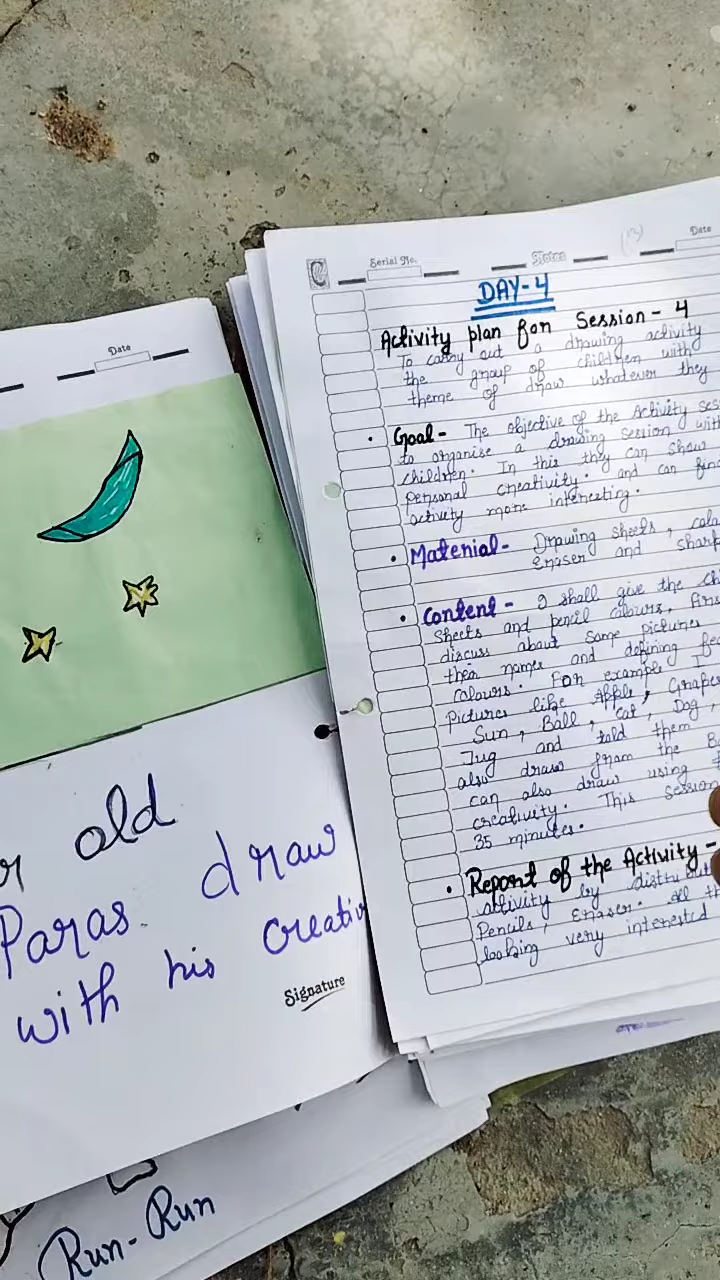 Date
r old
Paras draw
with his creativ
Signature
Run-Run
Serial No.
Notes
(13)
Date
DAY-4
Activity plan for Session - 4
To carry out a drawing activity
the group of children with
theme of draw whatever they
• Goal- The objective of the Activity ses
to organise a drawing session with
children. In this they can show
personal creativity. and can fin
activity more interesting.
• Material- Drawing sheets, colo
Eraser and sharp
• Content- I shall give the chi
sheets and pencil colours. Firs
discuss about some pictures
their names and defining
colours. For example I
pictures like Apple, Grapes
Sun, Ball, Cat, Dog,
Jug and told them
also draw from the B
can also draw using
creativity. This session
35 minutes.
• Report of the Activity-
activity by distribut
Pencils, Eraser. all th
looking very interested